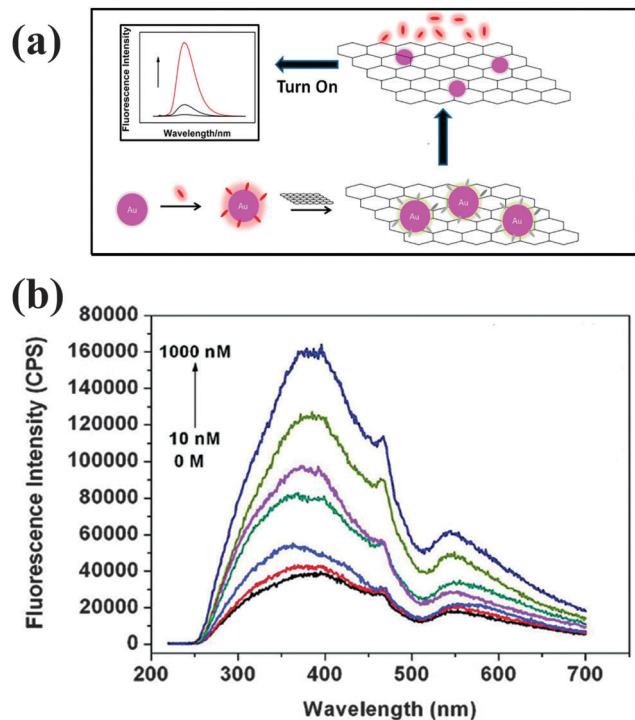 (a)
Fluorescence Intensity
Wavelength/nm
Turn On
Au
Au
Au
Au
Au
(b)
80000
160000
140000
120000
100000
80000
60000
40000
20000
0
1000 nM
10 nM
0 M
Fluorescence Intensity (CPS)
200
300
400
500
600
700
Wavelength (nm)